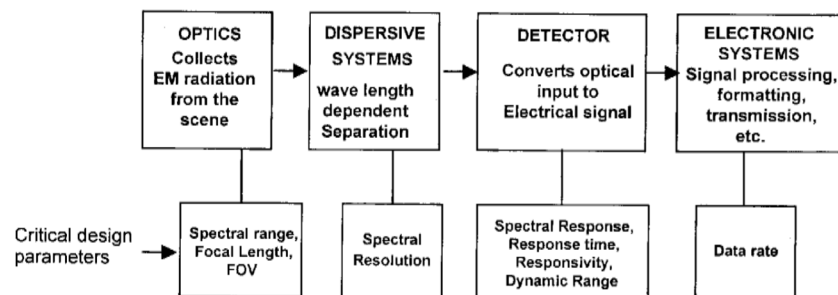 OPTICS
Collects
EM radiation
from the
scene
DISPERSIVE
SYSTEMS
wave length
dependent
Separation
DETECTOR
Converts optical
input to
Electrical signal
ELECTRONIC
SYSTEMS
Signal processing,
formatting,
transmission,
etc.
Critical design
parameters
Spectral range,
Focal Length,
FOV
Spectral
Resolution
Spectral Response,
Response time,
Responsivity,
Dynamic Range
Data rate